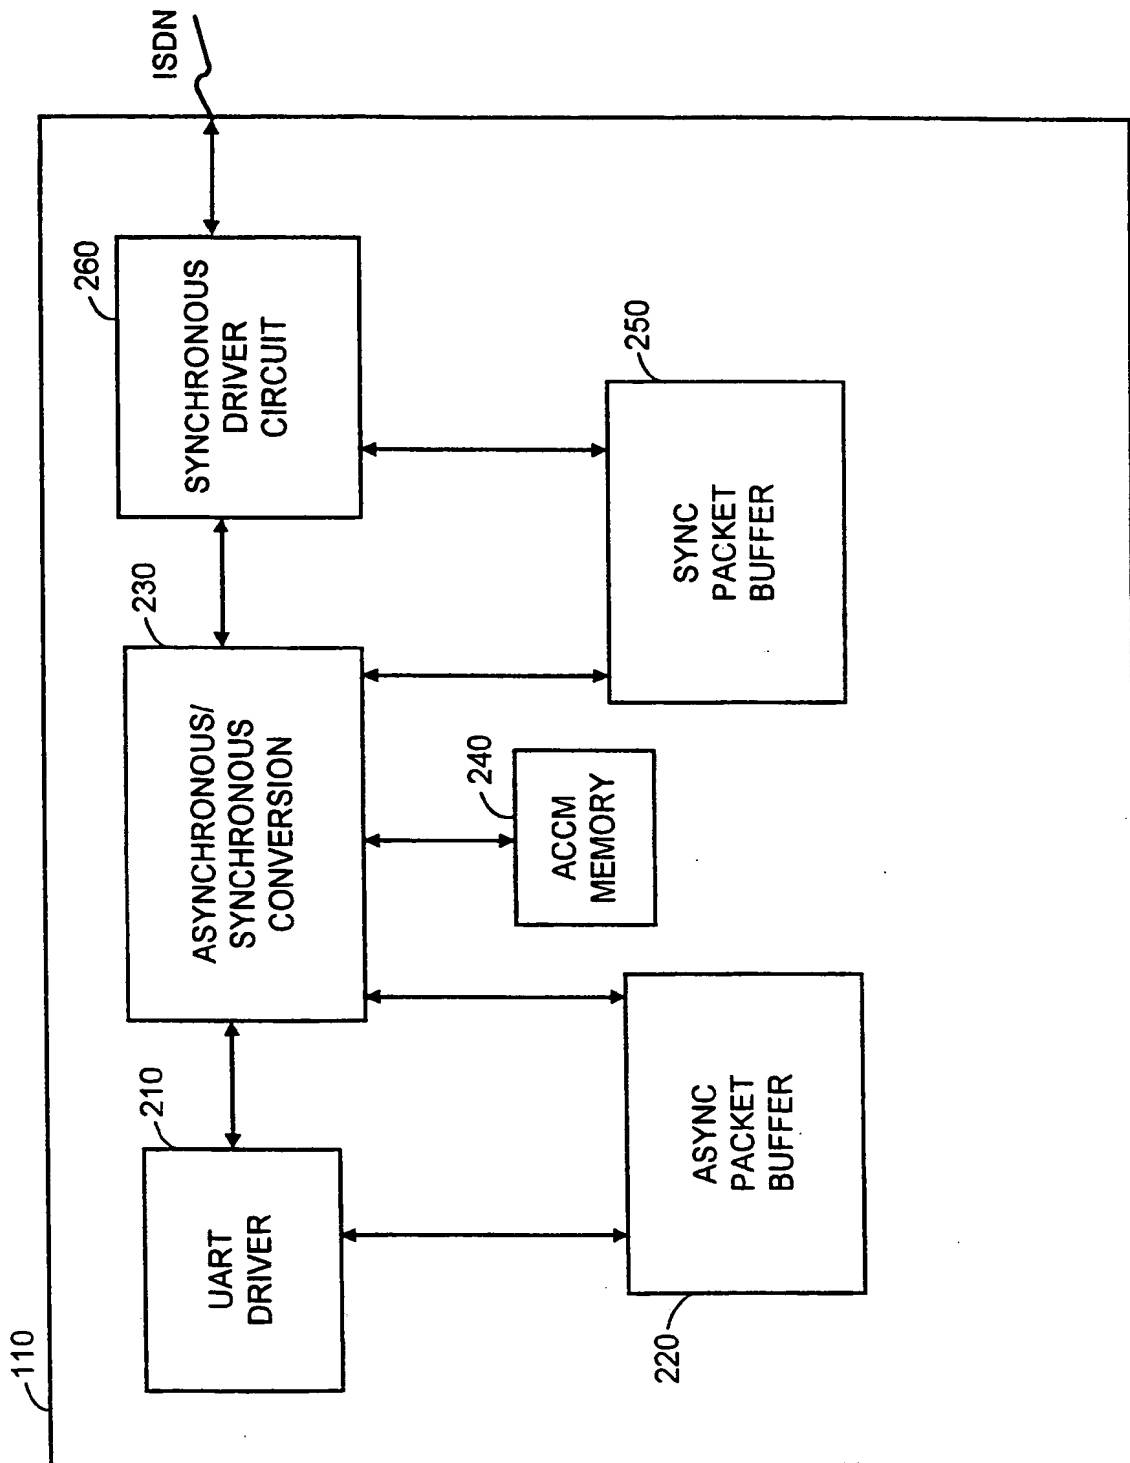 110
210
UART
DRIVER
220
ASYNC
PACKET
BUFFER
230
ASYNCHRONOUS/
SYNCHRONOUS
CONVERSION
240
ACCM
MEMORY
250
SYNC
PACKET
BUFFER
260
SYNCHRONOUS
DRIVER
CIRCUIT
ISDN